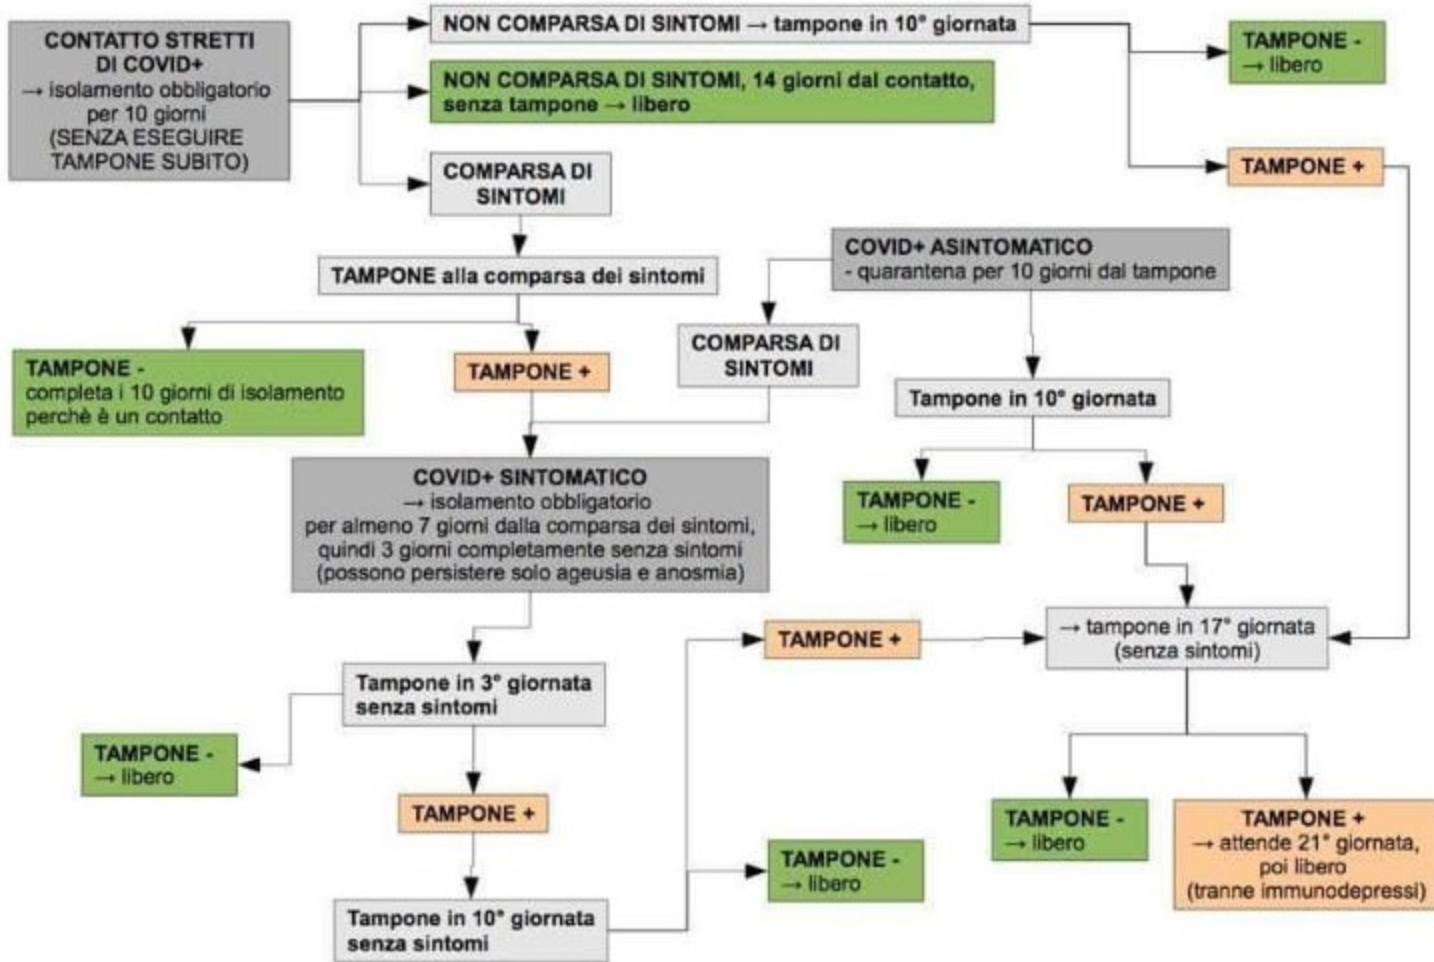 CONTATTO STRETTI
DI COVID+
→ isolamento obbligatorio
per 10 giorni
(SENZA ESEGUIRE
TAMPONE SUBITO)
NON COMPARSA DI SINTOMI → tampone in 10° giornata
TAMPONE -
→ libero
NON COMPARSA DI SINTOMI, 14 giorni dal contatto,
senza tampone → libero
TAMPONE +
COMPARSA DI
SINTOMI
TAMPONE alla comparsa dei sintomi
COVID+ ASINTOMATICO
- quarantena per 10 giorni dal tampone
TAMPONE -
completa i 10 giorni di isolamento
perchè è un contatto
TAMPONE +
COMPARSA DI
SINTOMI
Tampone in 10° giornata
COVID+ SINTOMATICO
→ isolamento obbligatorio
per almeno 7 giorni dalla comparsa dei sintomi,
quindi 3 giorni completamente senza sintomi
(possono persistere solo ageusia e anosmia)
TAMPONE -
→ libero
TAMPONE +
TAMPONE +
→ tampone in 17° giornata
(senza sintomi)
Tampone in 3° giornata
senza sintomi
TAMPONE -
→ libero
TAMPONE +
TAMPONE -
→ libero
TAMPONE +
→ attende 21° giornata,
poi libero
(tranne immunodepressi)
TAMPONE -
→ libero
Tampone in 10° giornata
senza sintomi